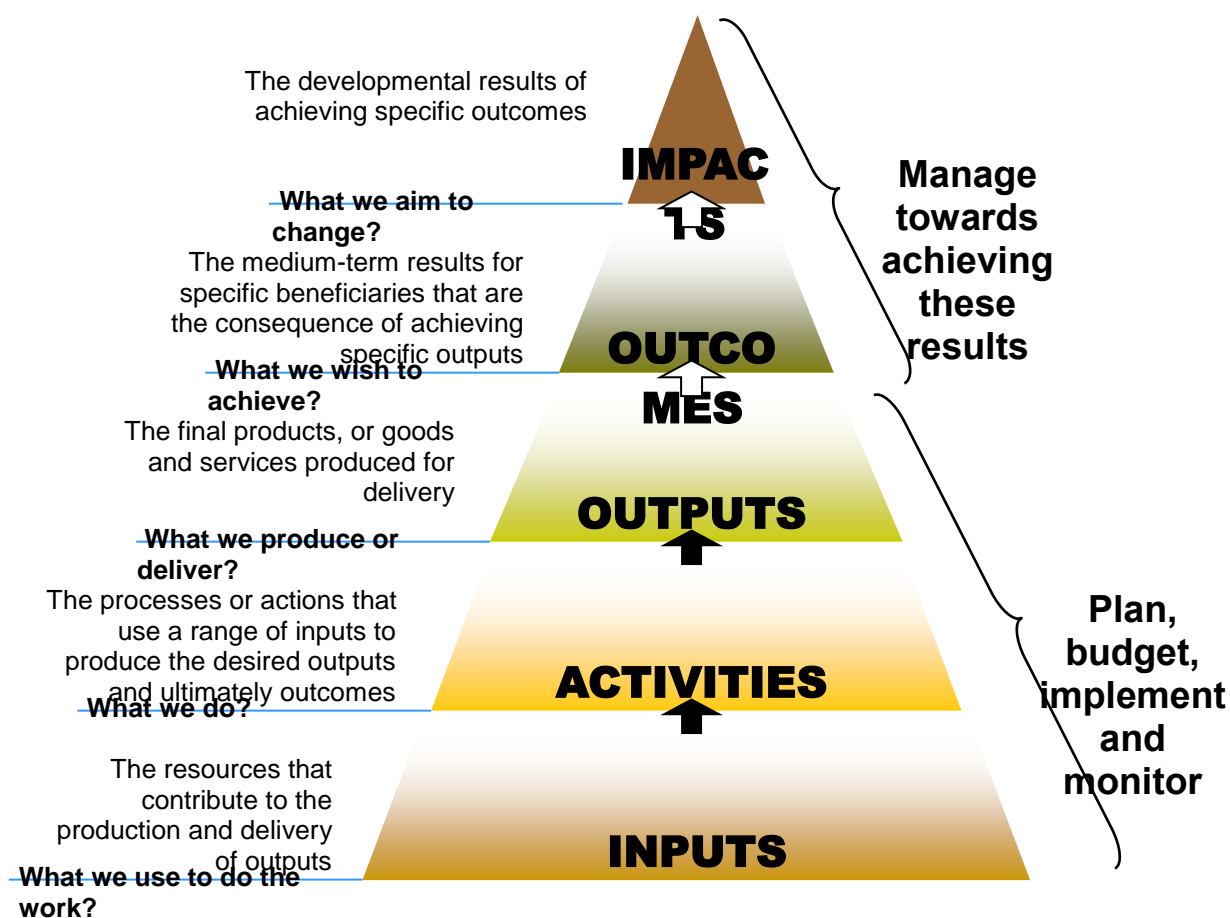 The developmental results of
achieving specific outcomes
IMPAC
TS
What we aim to
change?
The medium-term results for
specific beneficiaries that are
the consequence of achieving
specific outputs
OUTCO
MES
What we wish to
achieve?
The final products, or goods
and services produced for
delivery
OUTPUTS
What we produce or
deliver?
The processes or actions that
use a range of inputs to
produce the desired outputs
and ultimately outcomes
ACTIVITIES
What we do?
The resources that
contribute to the
production and delivery
of outputs
INPUTS
What we use to do the
work?
Manage
towards
achieving
these
results
Plan,
budget,
implement
and
monitor